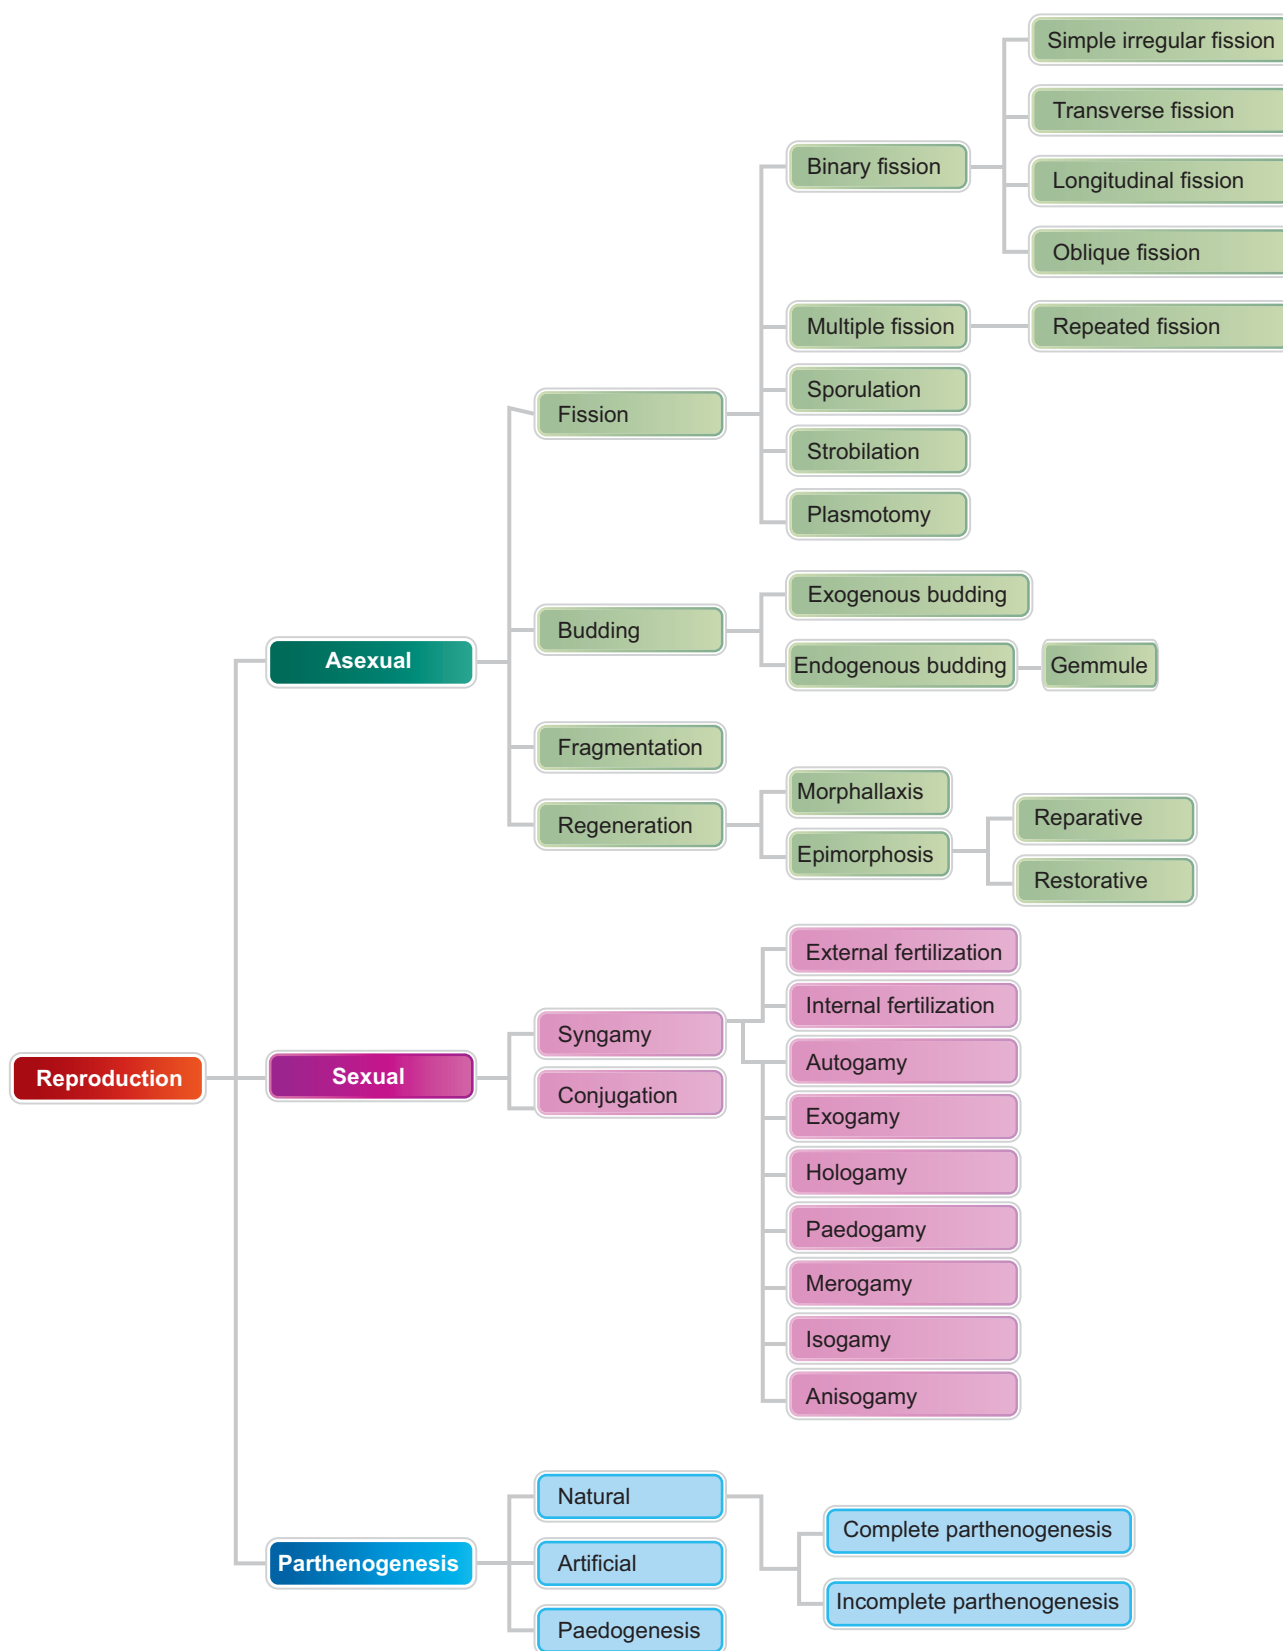 Simple irregular fission
Transverse fission
Binary fission
Longitudinal fission
Oblique fission
Multiple fission
Repeated fission
Sporulation
Fission
Strobilation
Plasmotomy
Exogenous budding
Budding
Asexual
Endogenous budding
Gemmule
Fragmentation
Morphallaxis
Reparative
Regeneration
Epimorphosis
Restorative
External fertilization
Internal fertilization
Syngamy
Autogamy
Reproduction
Sexual
Conjugation
Exogamy
Hologamy
Paedogamy
Merogamy
Isogamy
Anisogamy
Natural
Complete parthenogenesis
Parthenogenesis
Artificial
Incomplete parthenogenesis
Paedogenesis